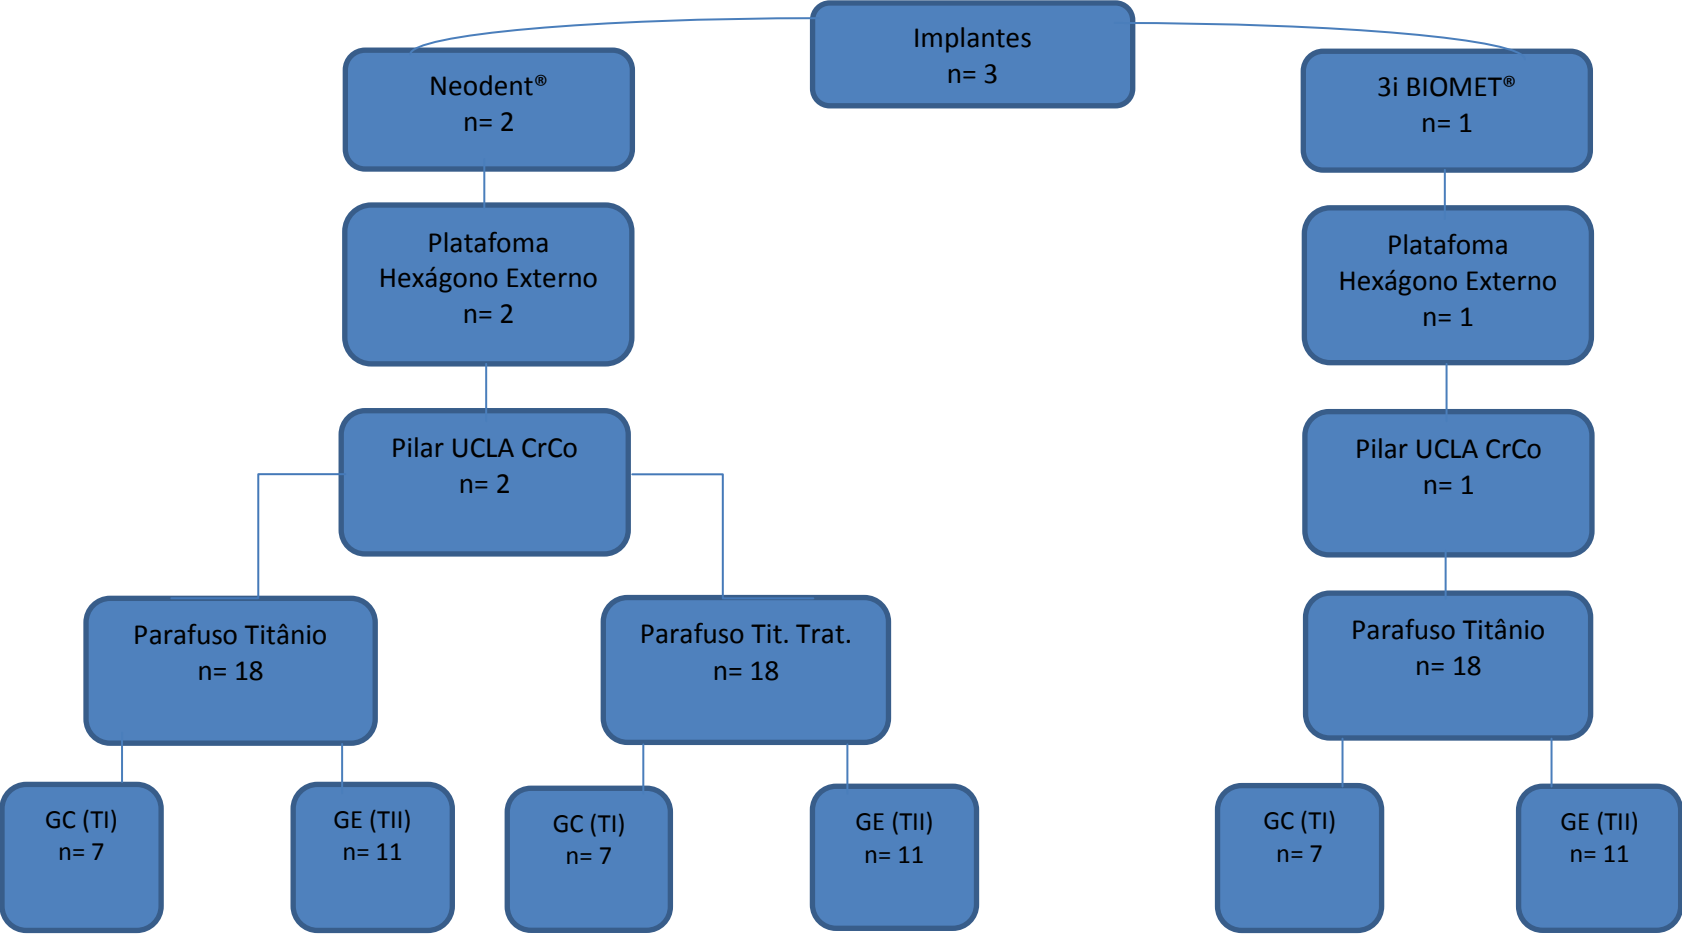 Implantes
n= 3
Neodent®
n= 2
3i BIOMET®
n= 1
Platafoma
Hexágono Externo
n= 2
Platafoma
Hexágono Externo
n= 1
Pilar UCLA CrCo
n= 2
Pilar UCLA CrCo
n= 1
Parafuso Titânio
n= 18
Parafuso Tit. Trat.
n= 18
Parafuso Titânio
n= 18
GC (TI)
n= 7
GE (TII)
n= 11
GC (TI)
n= 7
GE (TII)
n= 11
GC (TI)
n= 7
GE (TII)
n= 11